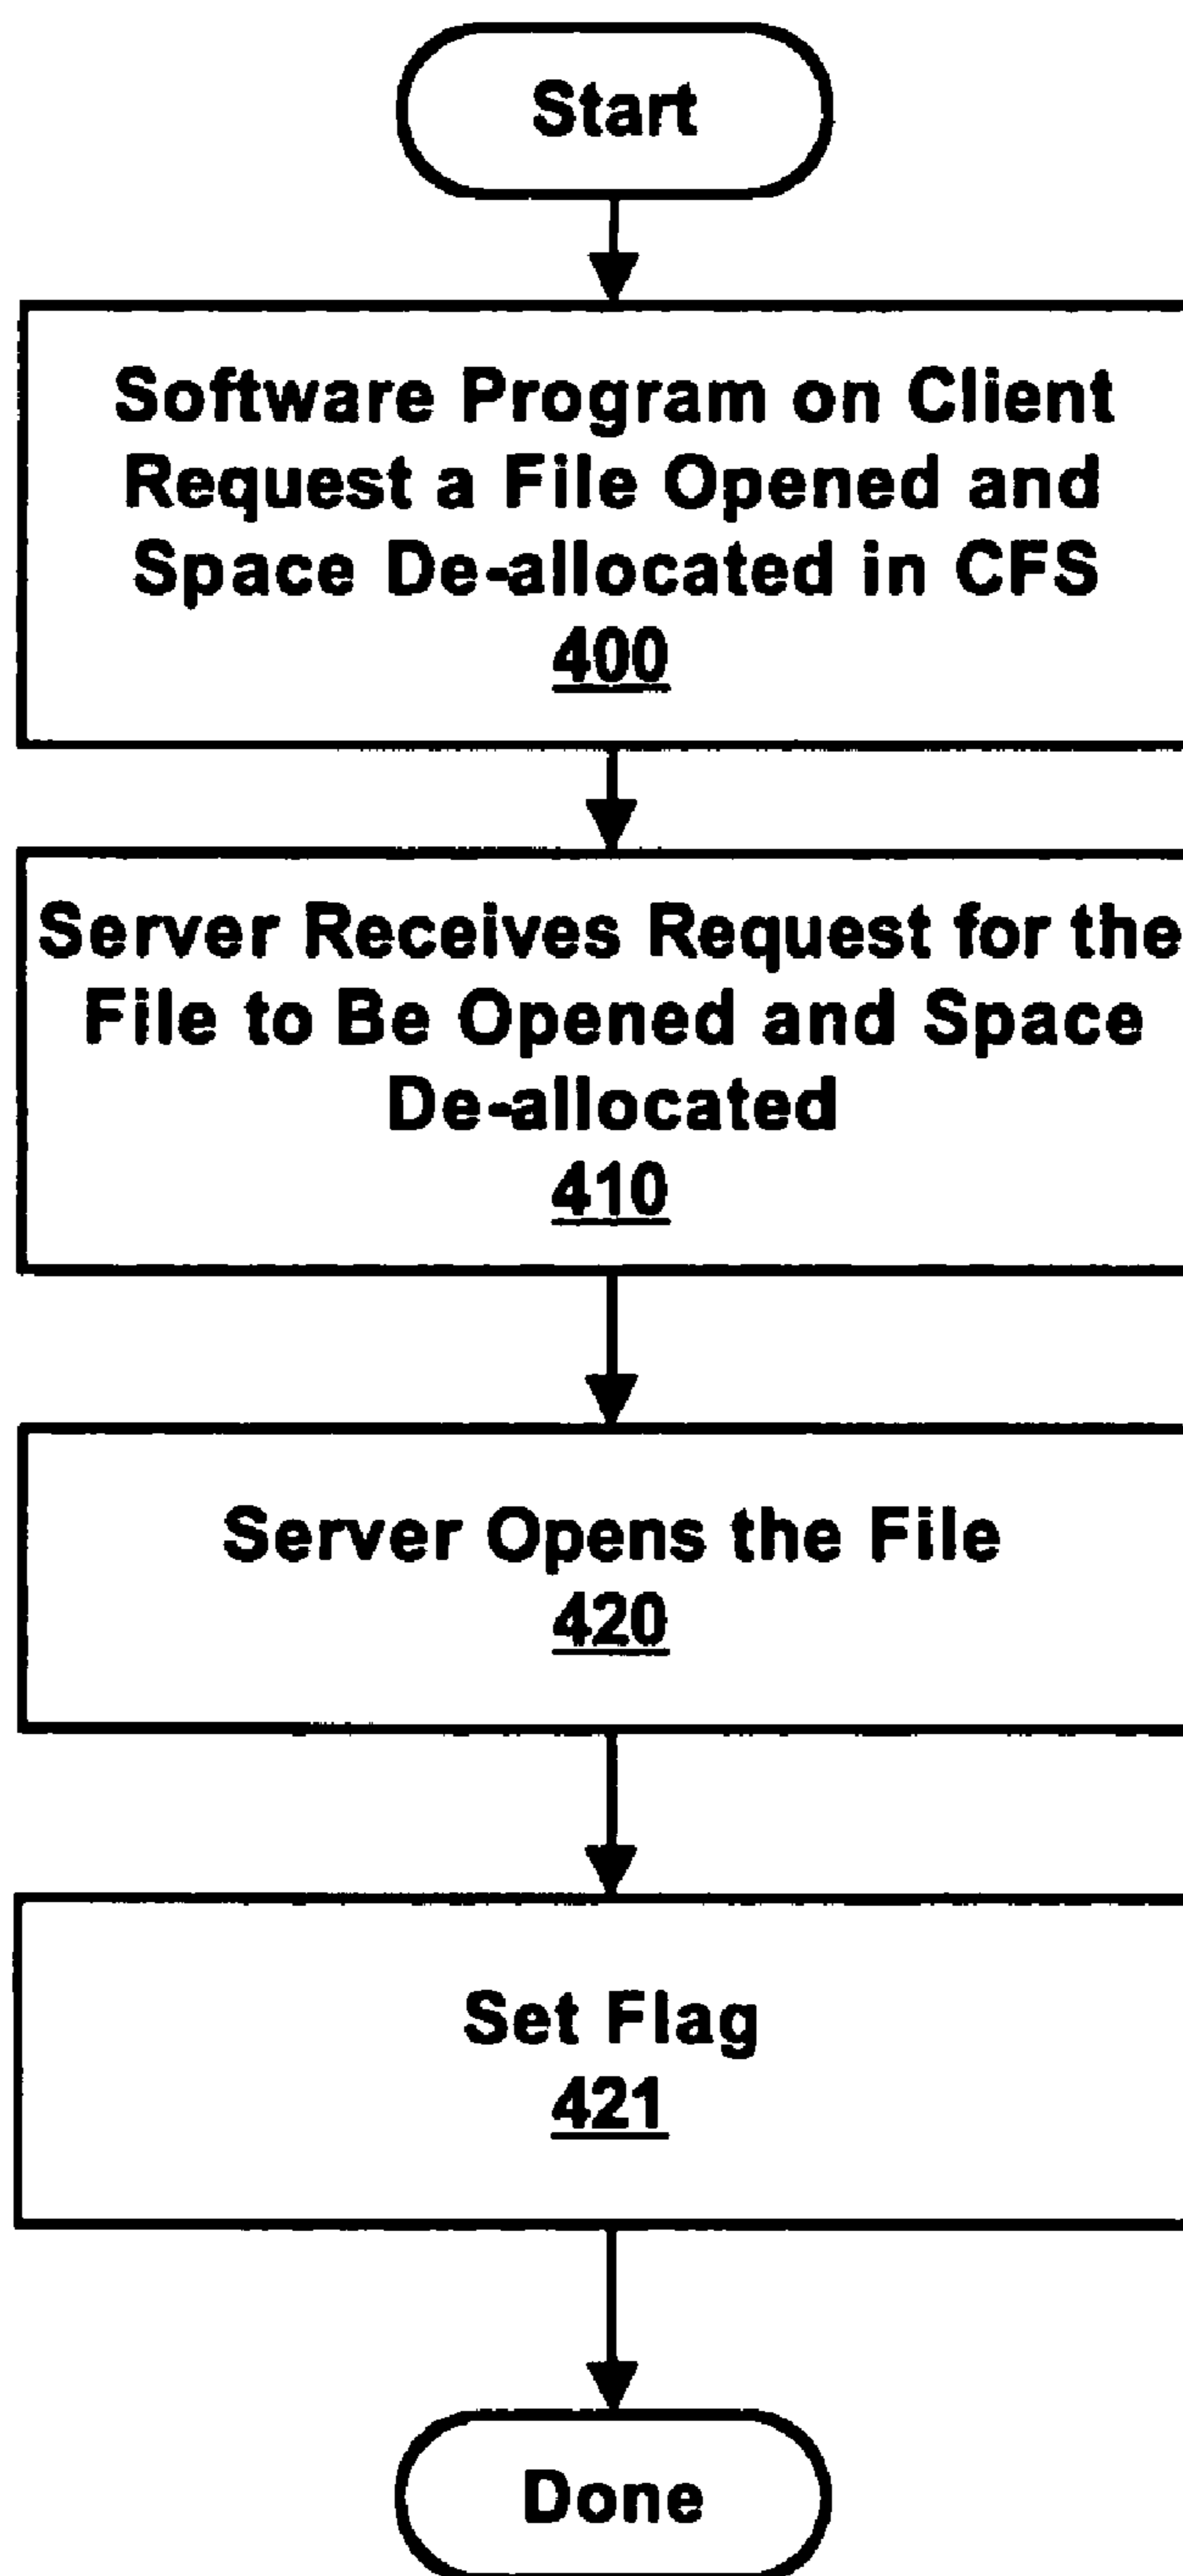 Start
Software Program on Client
Request a File Opened and
Space De-allocated in CFS
400
Server Receives Request for the
File to Be Opened and Space
De-allocated
410
Server Opens the File
420
Set Flag
421
Done